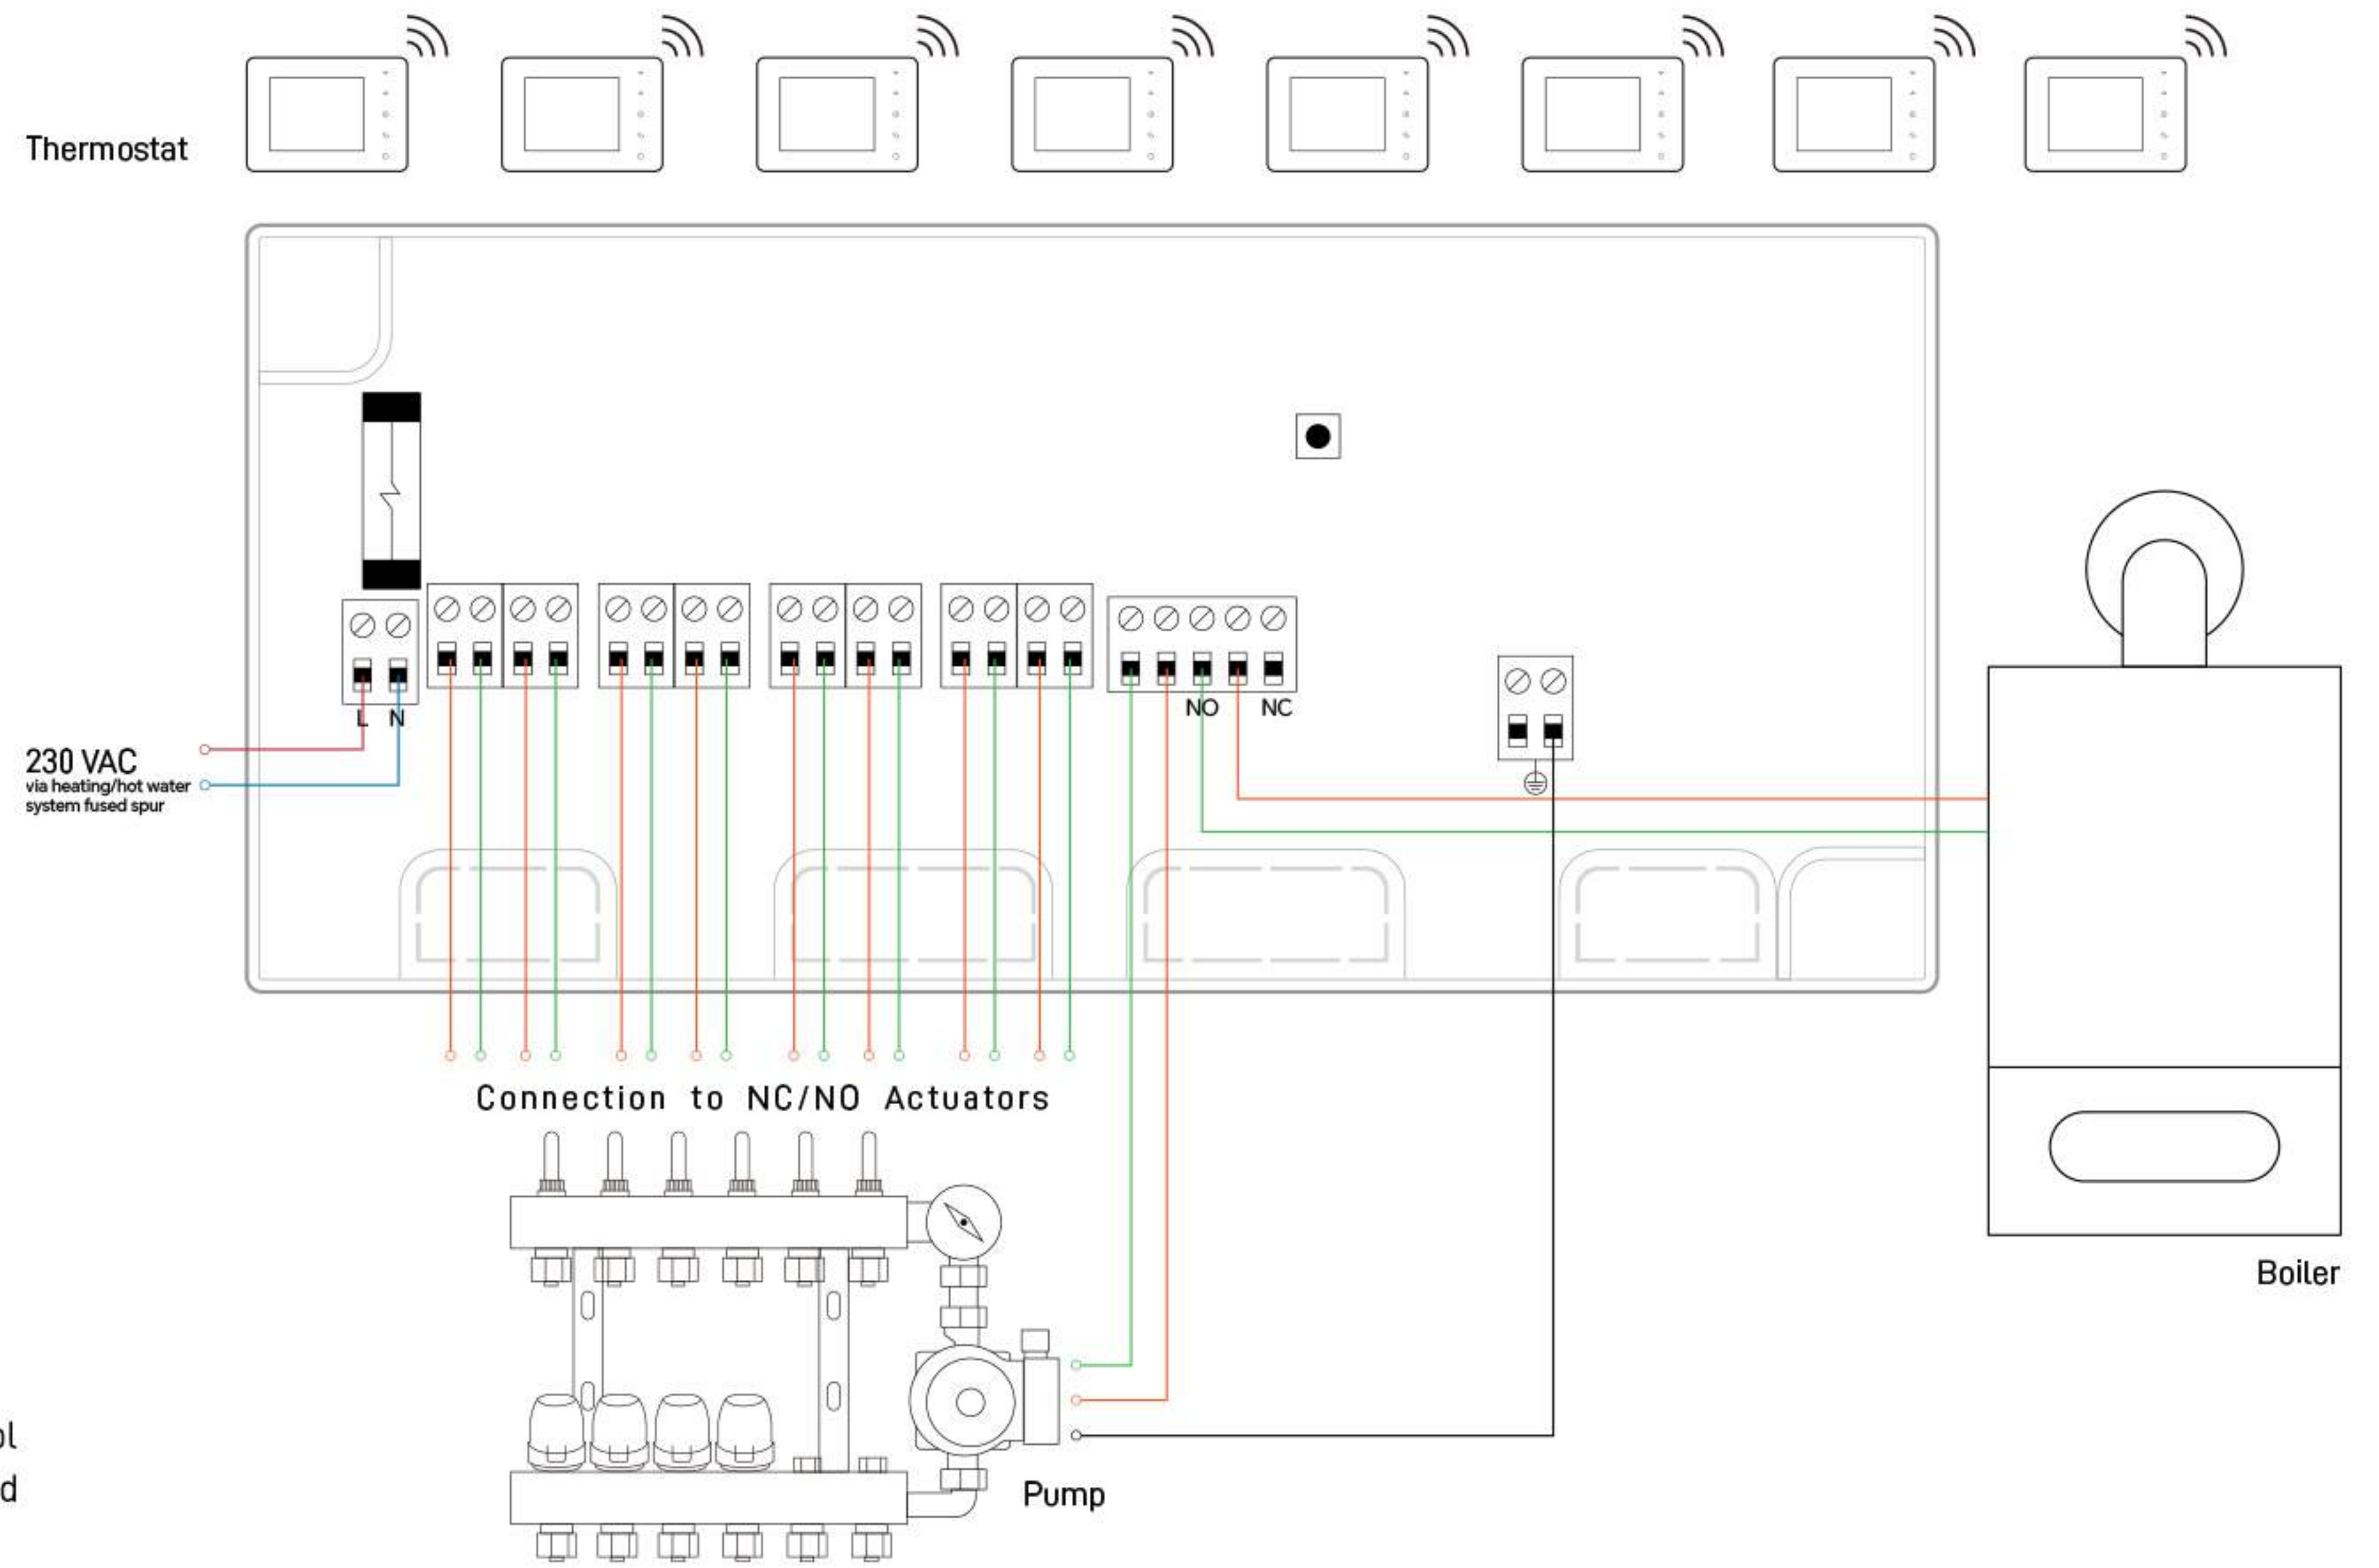 Thermostat
L N
NO NC
230 VAC
via heating/hot water
system fused spur
Connection to NC/NO Actuators
Boiler
ol
d
Pump